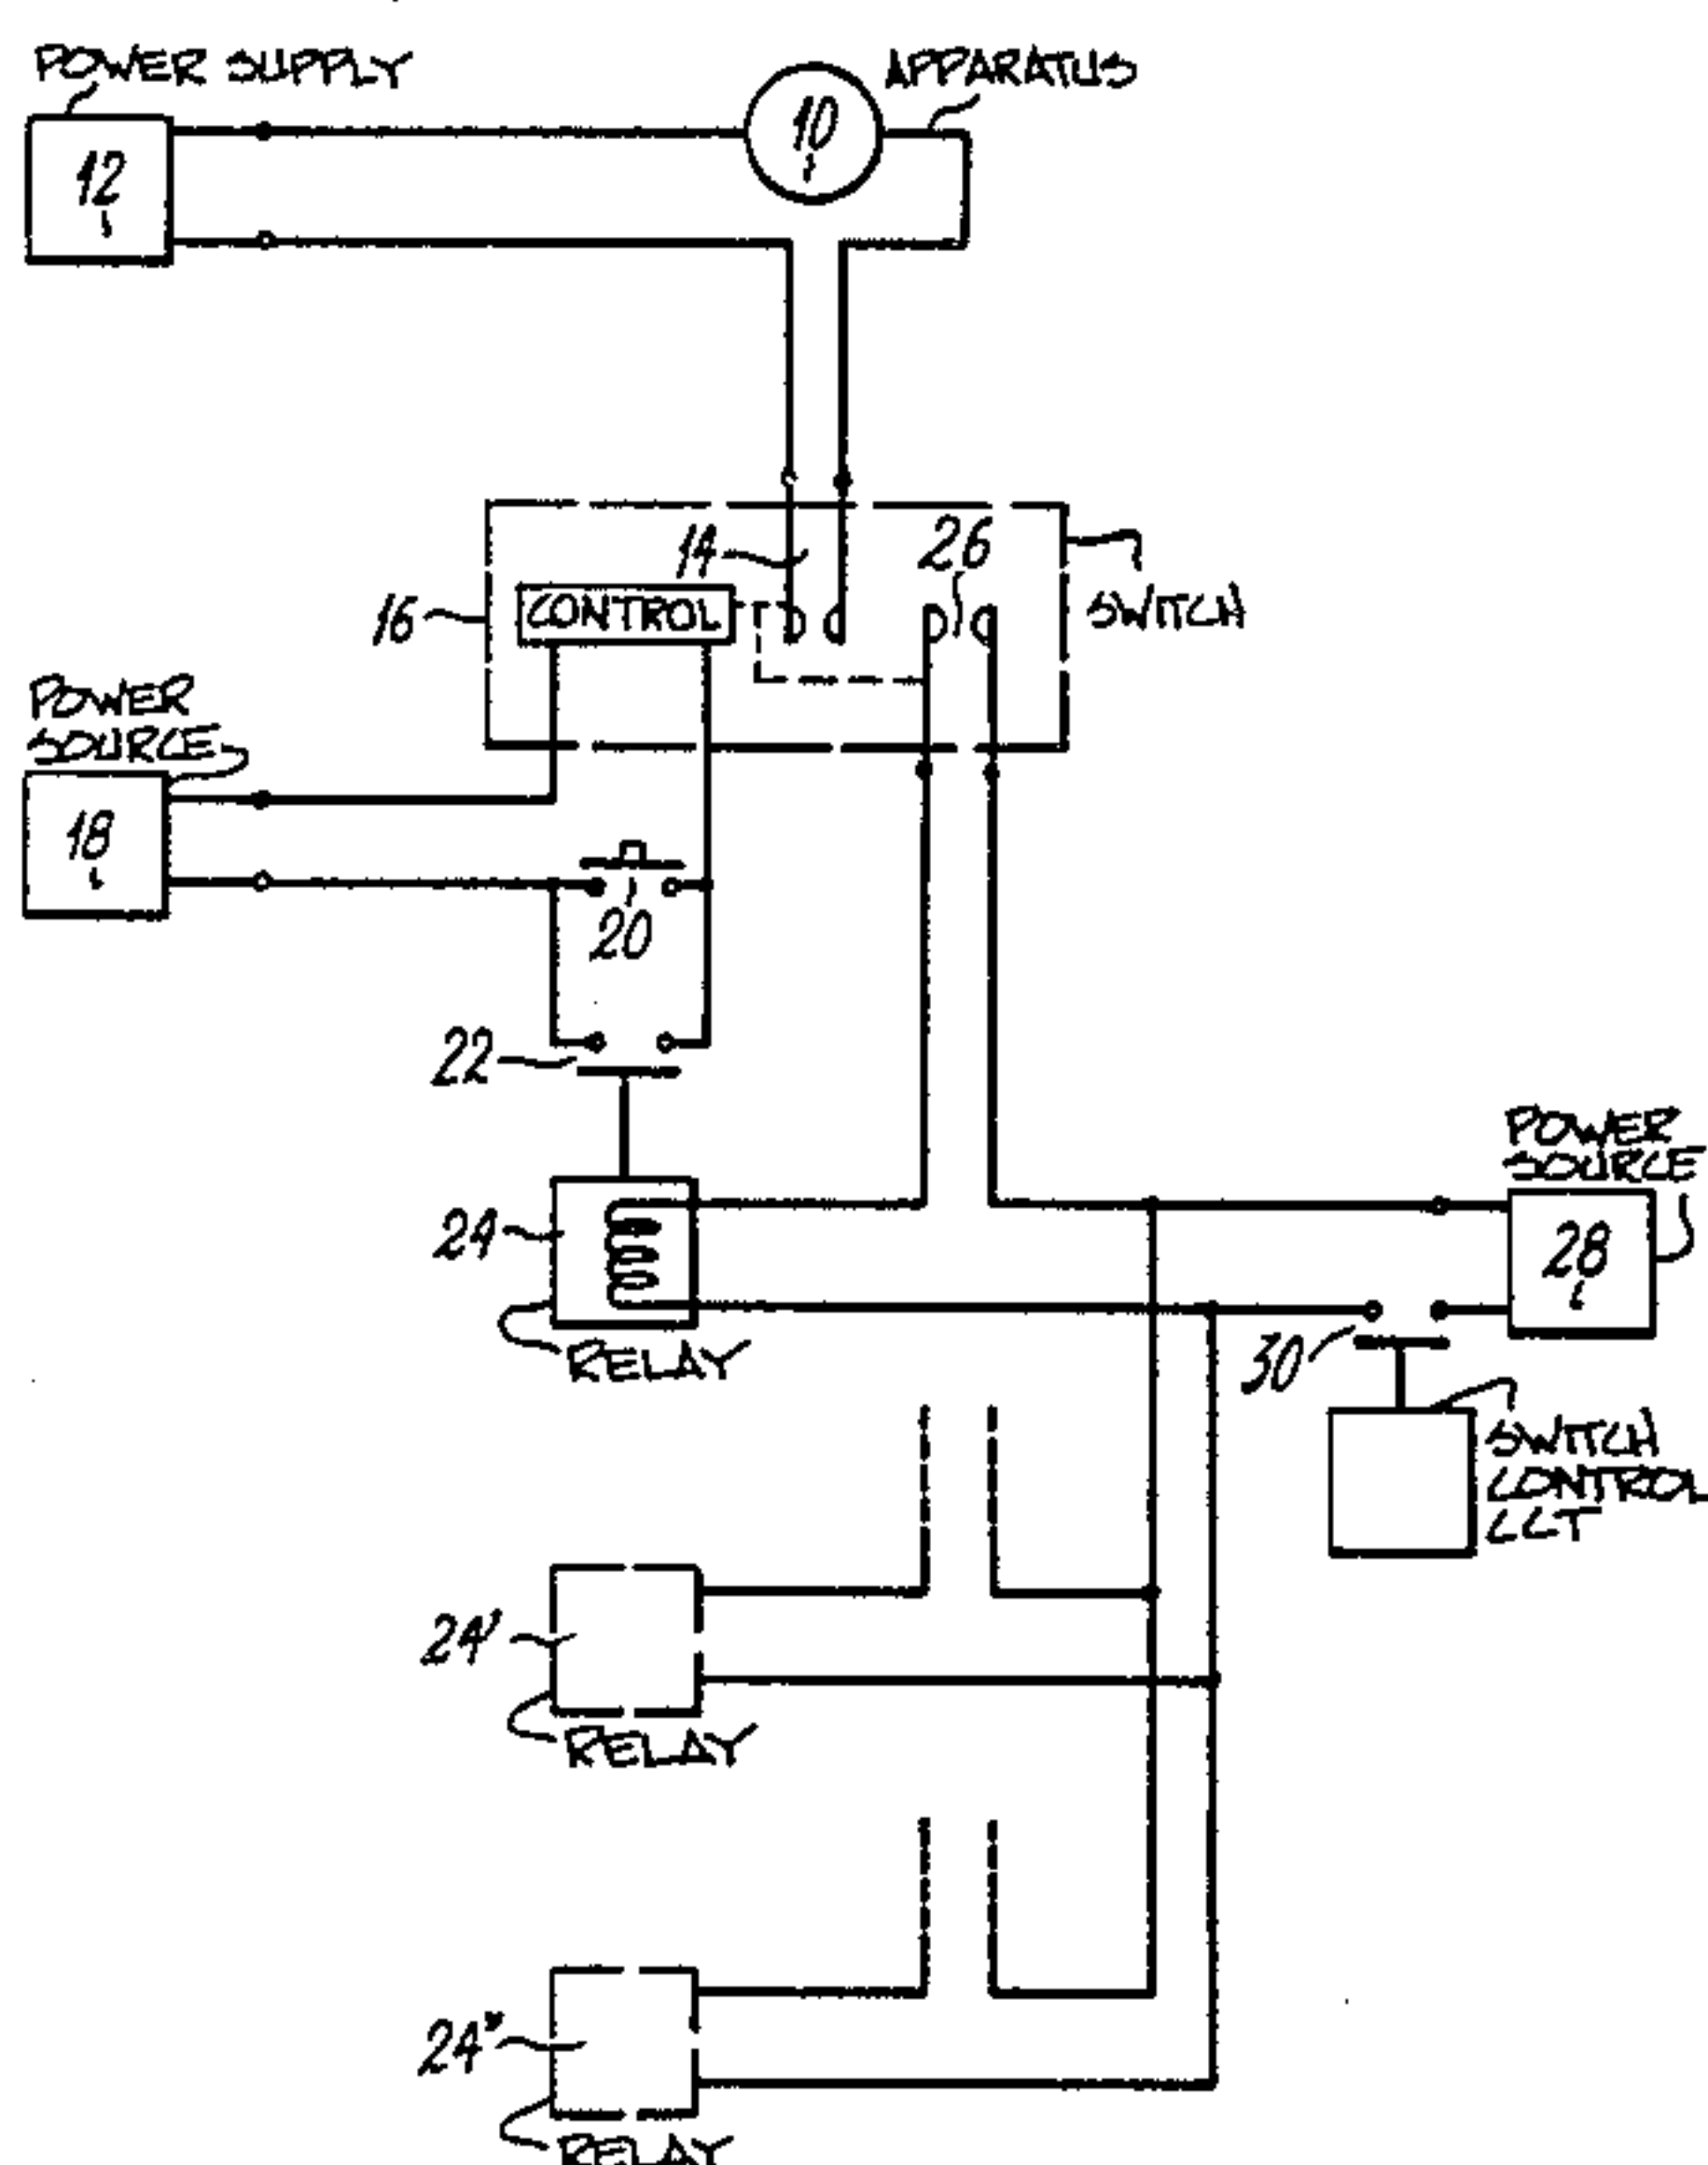 POWER SUPPLY
APPARATUS
10
12
14
26
CONTROL
16
SWITCH
POWER
SOURCE
18
20
22
POWER
SOURCE
24
28
RELAY
30
SWITCH
CONTROL
CCT
24'
RELAY
24"
RELAY